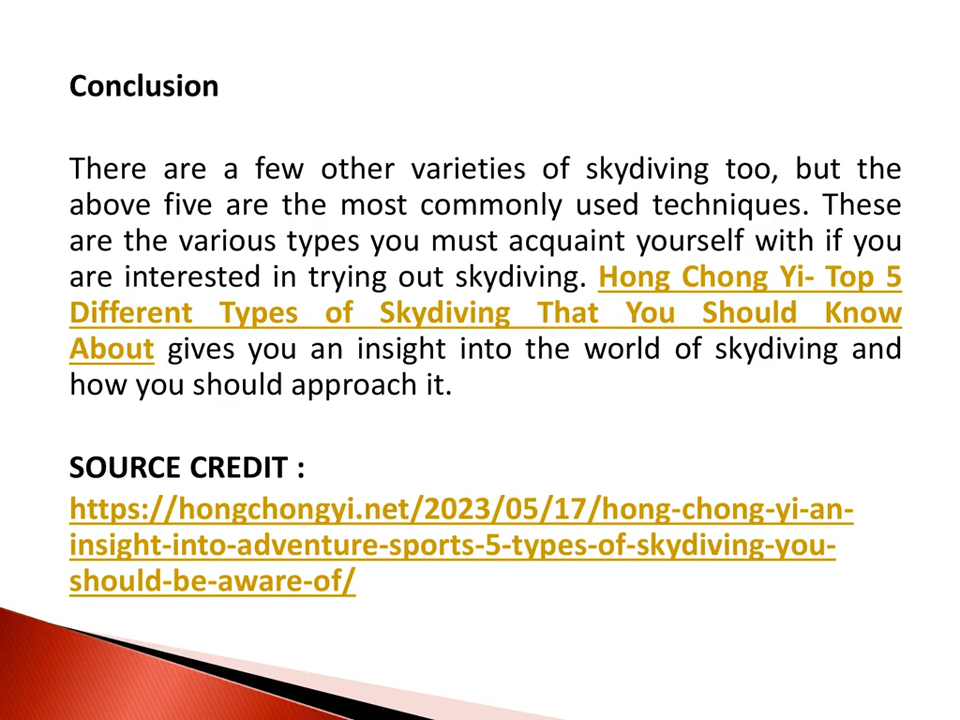 Conclusion
There are a few other varieties of skydiving too, but the
above five are the most commonly used techniques. These
are the various types you must acquaint yourself with if you
are interested in trying out skydiving. Hong Chong Yi- Top 5
Different Types of Skydiving That You Should Know
About gives you an insight into the world of skydiving and
how you should approach it.
SOURCE CREDIT :
https://hongchongyi.net/2023/05/17/hong-chong-yi-an-
insight-into-adventure-sports-5-types-of-skydiving-you-
should-be-aware-of/